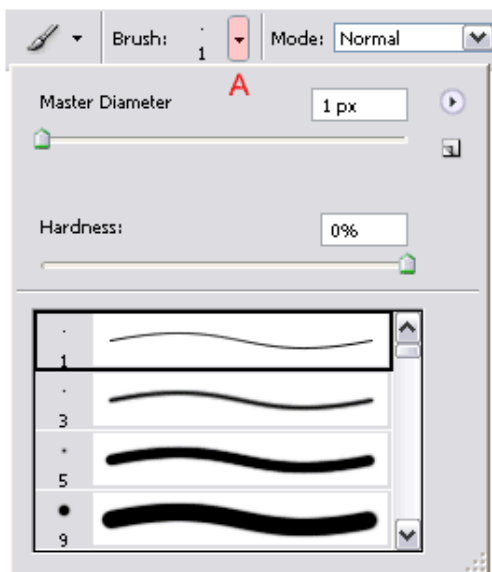 Brush: 1 Mode: Normal
A
Master Diameter 1 px
Hardness: 0%
1
3
5
9